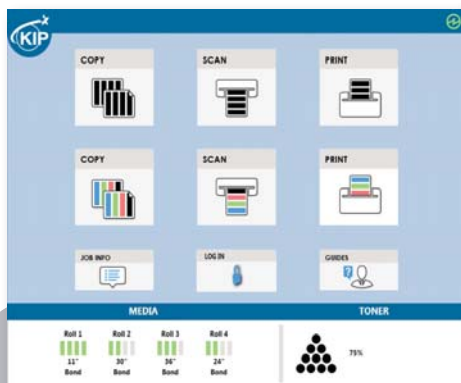 KIP
COPY SCAN PRINT
COPY SCAN PRINT
JOB INFO LOG IN GUIDES
MEDIA TONER
Roll 1 Roll 2 Roll 3 Roll 4
75%
11" 30" 36" 24"
Bond Bond Bond Bond